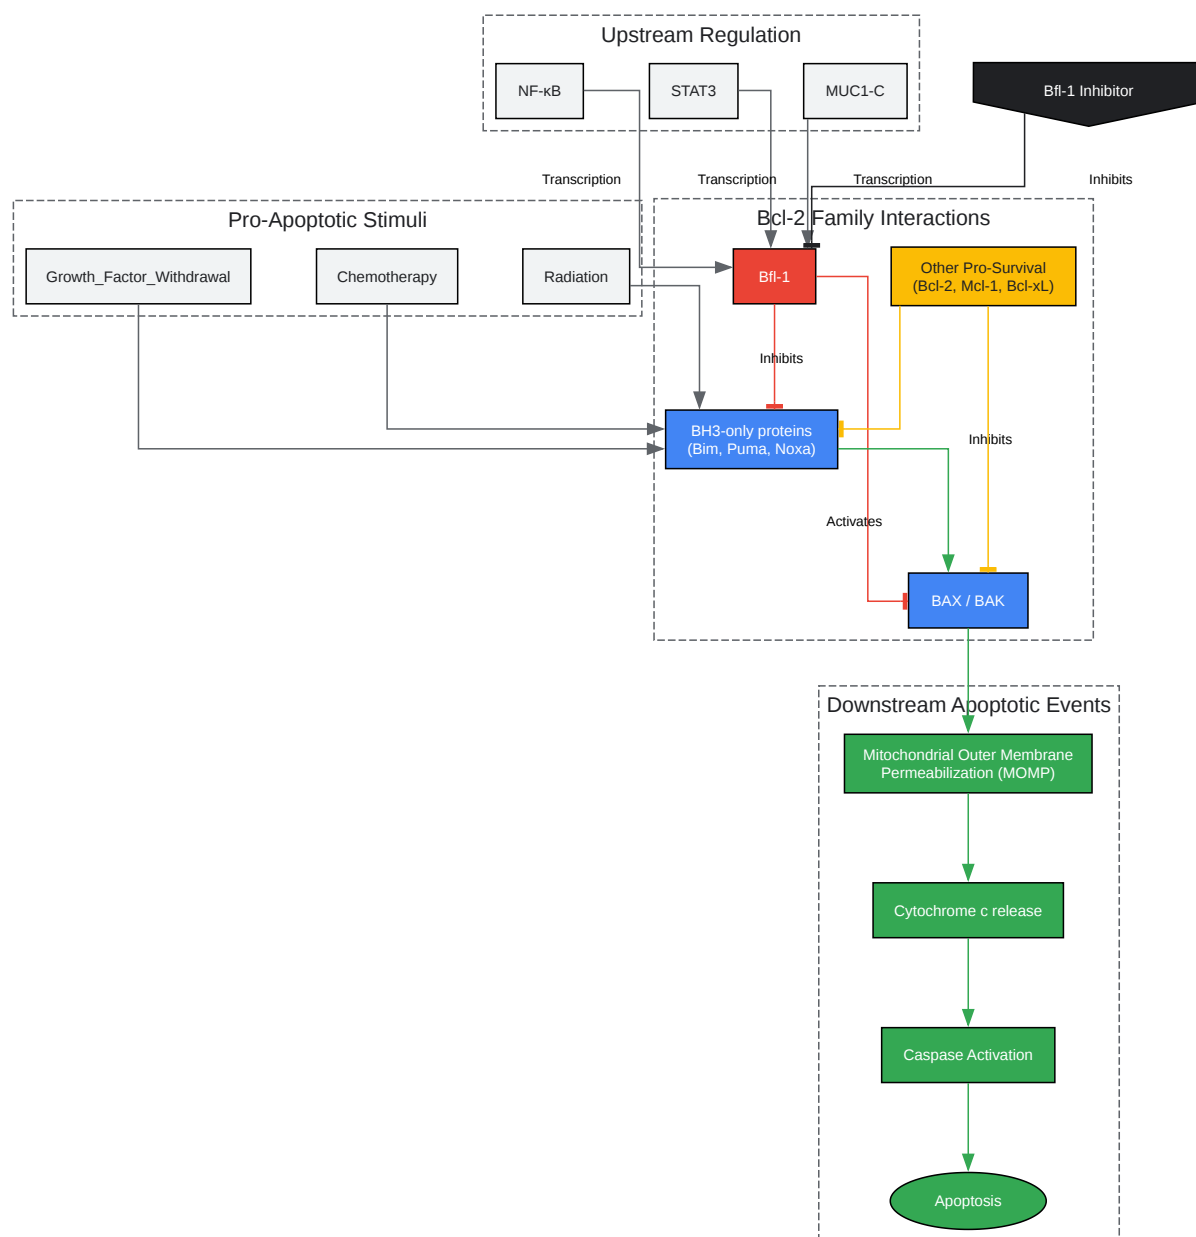 Upstream Regulation
NF-κB
STAT3
MUC1-C
Bfl-1 Inhibitor
Transcription
Transcription
Transcription
Inhibits
Pro-Apoptotic Stimuli
Growth_Factor_Withdrawal
Chemotherapy
Radiation
Bcl-2 Family Interactions
Bfl-1
Other Pro-Survival
(Bcl-2, Mcl-1, Bcl-xL)
Inhibits
BH3-only proteins
(Bim, Puma, Noxa)
Inhibits
Activates
BAX / BAK
Downstream Apoptotic Events
Mitochondrial Outer Membrane
Permeabilization (MOMP)
Cytochrome c release
Caspase Activation
Apoptosis